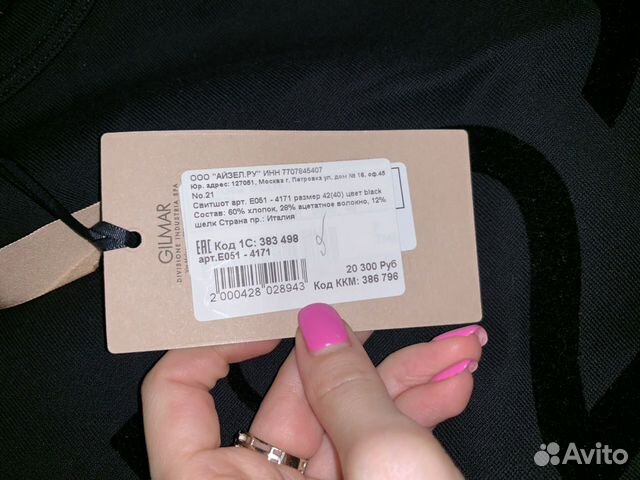 ООО "АЙЗЕЛ.РУ" ИНН 7707845407
Юр. адрес: 127051, Москва г, Петровка ул, дом № 16, оф.45
No.21
Свитшот арт. E051 - 4171 размер 42(40) цвет black
Состав: 60% хлопок, 28% ацетатное волокно, 12%
шелк Страна пр.: Италия
EAC Код 1С: 383 498
арт.E051 - 4171
20 300 Руб
2 000428 028943
Код ККМ: 386 796
GILMAR
DIVISIONE INDUSTRIA SPA
Avito